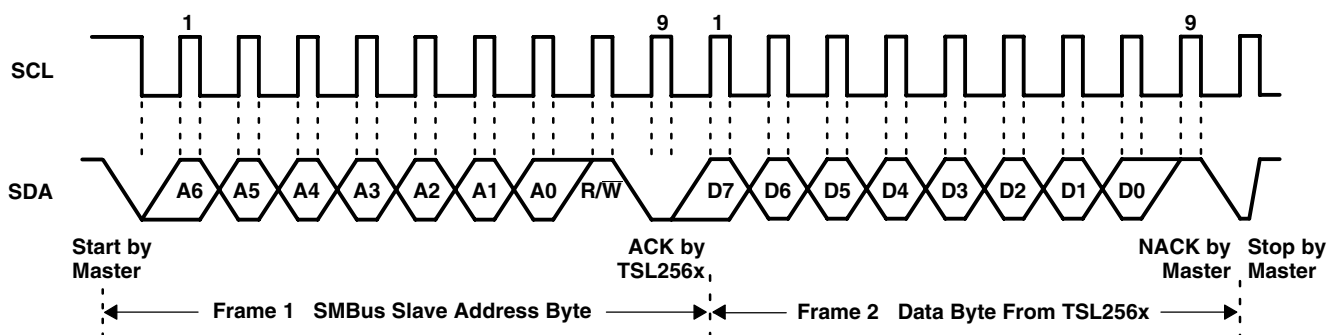 1 9 1 9
SCL
SDA A6 A5 A4 A3 A2 A1 A0 R/W̅ D7 D6 D5 D4 D3 D2 D1 D0
Start by Master
ACK by TSL256x
NACK by Master
Stop by Master
Frame 1 SMBus Slave Address Byte
Frame 2 Data Byte From TSL256x